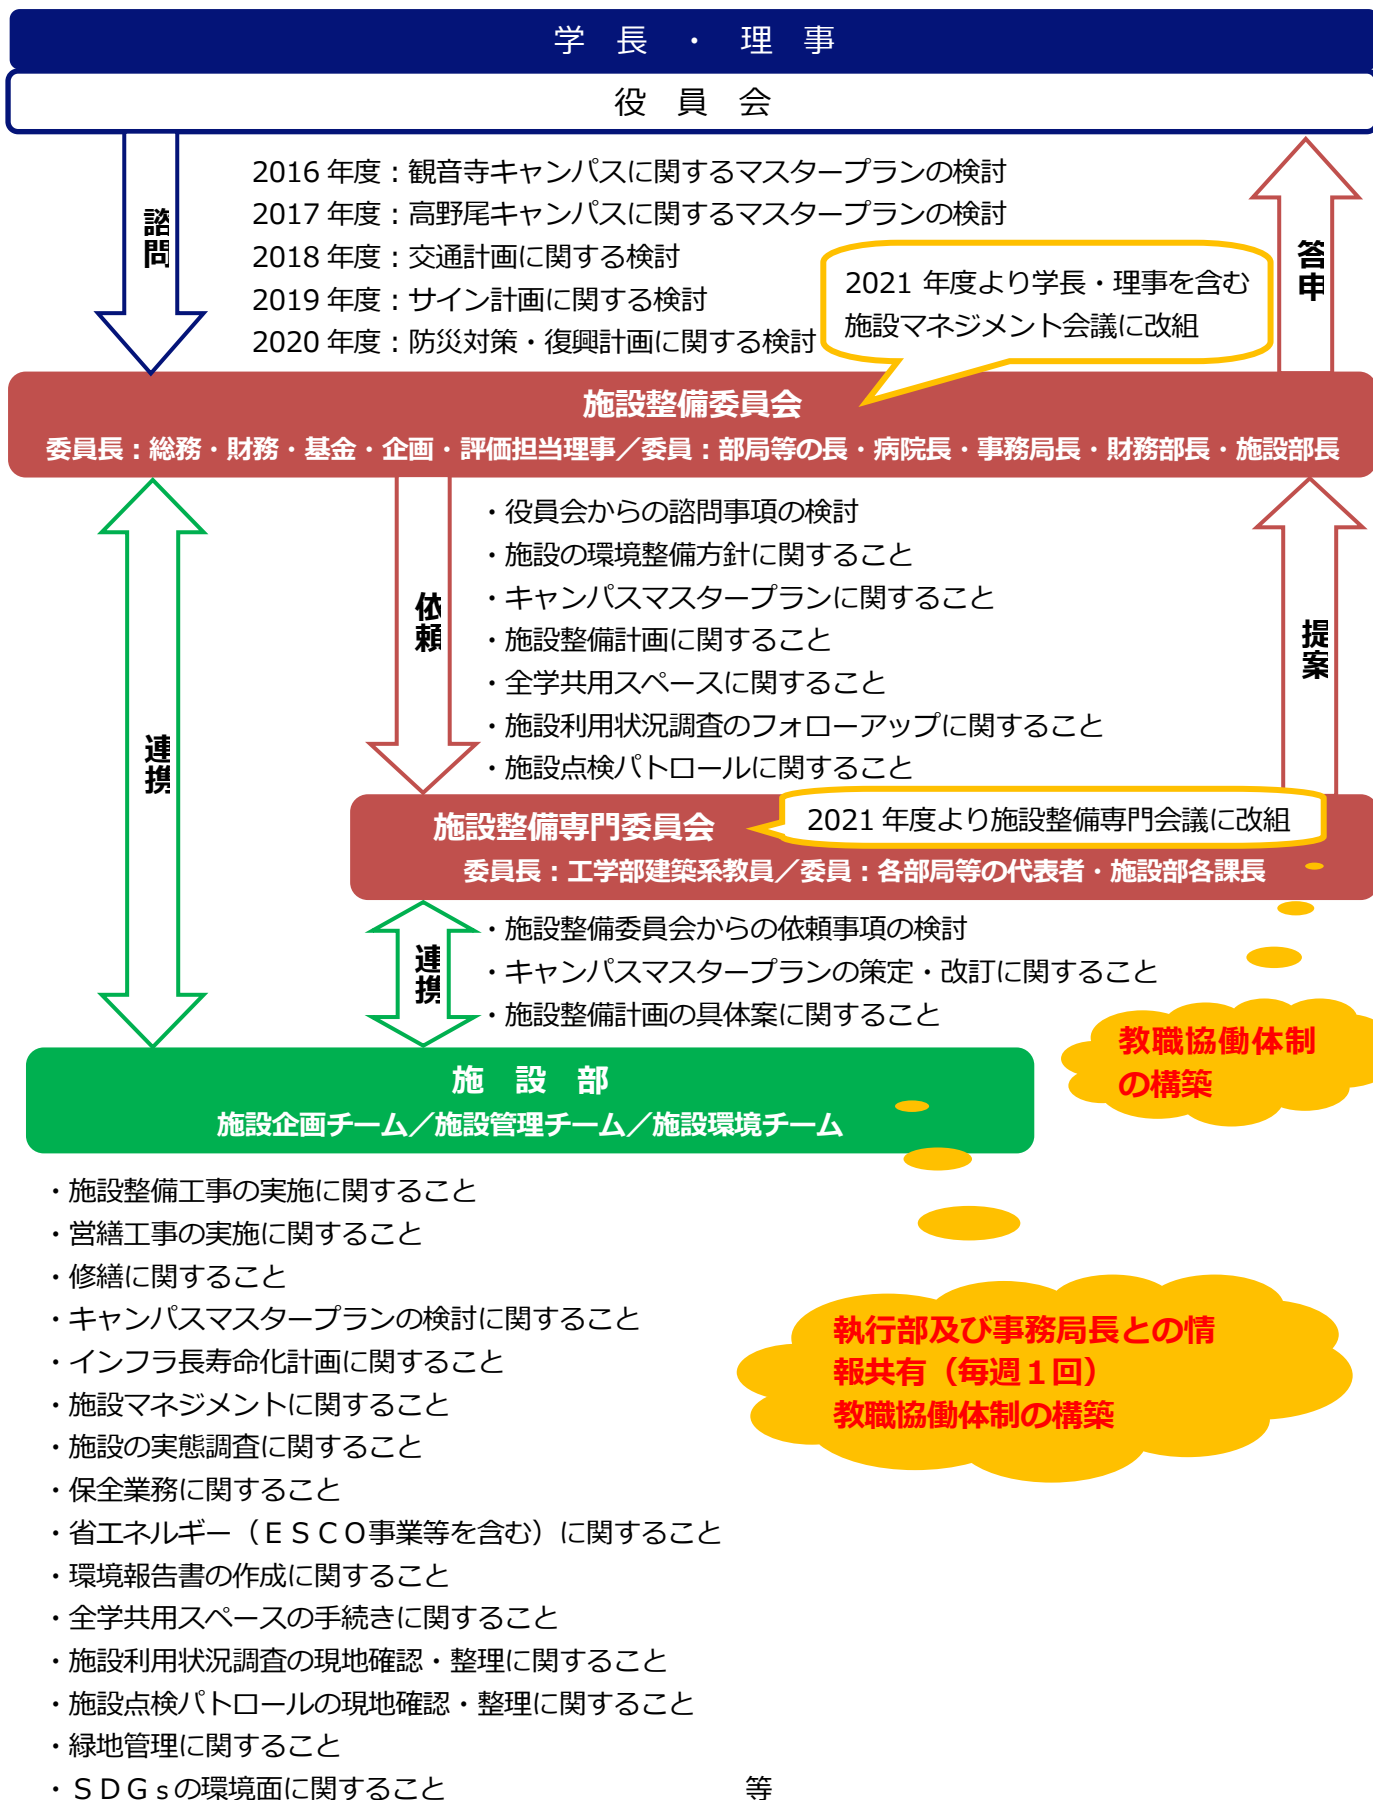 学　長　・　理　事
役　員　会
諮問
2016 年度：観音寺キャンパスに関するマスタープランの検討
2017 年度：高野尾キャンパスに関するマスタープランの検討
2018 年度：交通計画に関する検討
2019 年度：サイン計画に関する検討
2020 年度：防災対策・復興計画に関する検討
2021 年度より学長・理事を含む
施設マネジメント会議に改組
答申
施設整備委員会
委員長：総務・財務・基金・企画・評価担当理事／委員：部局等の長・病院長・事務局長・財務部長・施設部長
連携
依頼
・役員会からの諮問事項の検討
・施設の環境整備方針に関すること
・キャンパスマスタープランに関すること
・施設整備計画に関すること
・全学共用スペースに関すること
・施設利用状況調査のフォローアップに関すること
・施設点検パトロールに関すること
提案
施設整備専門委員会
2021 年度より施設整備専門会議に改組
委員長：工学部建築系教員／委員：各部局等の代表者・施設部各課長
連携
・施設整備委員会からの依頼事項の検討
・キャンパスマスタープランの策定・改訂に関すること
・施設整備計画の具体案に関すること
教職協働体制
の構築
施　設　部
施設企画チーム／施設管理チーム／施設環境チーム
・施設整備工事の実施に関すること
・営繕工事の実施に関すること
・修繕に関すること
・キャンパスマスタープランの検討に関すること
・インフラ長寿命化計画に関すること
・施設マネジメントに関すること
・施設の実態調査に関すること
・保全業務に関すること
・省エネルギー（ＥＳＣＯ事業等を含む）に関すること
・環境報告書の作成に関すること
・全学共用スペースの手続きに関すること
・施設利用状況調査の現地確認・整理に関すること
・施設点検パトロールの現地確認・整理に関すること
・緑地管理に関すること
・ＳＤＧｓの環境面に関すること　　　　　　　　　　　等
執行部及び事務局長との情
報共有（毎週１回）
教職協働体制の構築